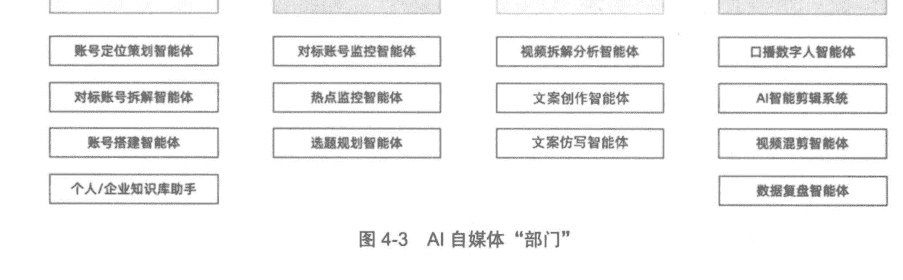 账号定位策划智能体
对标账号拆解智能体
账号搭建智能体
个人/企业知识库助手
对标账号监控智能体
热点监控智能体
选题规划智能体
视频拆解分析智能体
文案创作智能体
文案仿写智能体
口播数字人智能体
AI智能剪辑系统
视频混剪智能体
数据复盘智能体
图 4-3 AI 自媒体“部门”